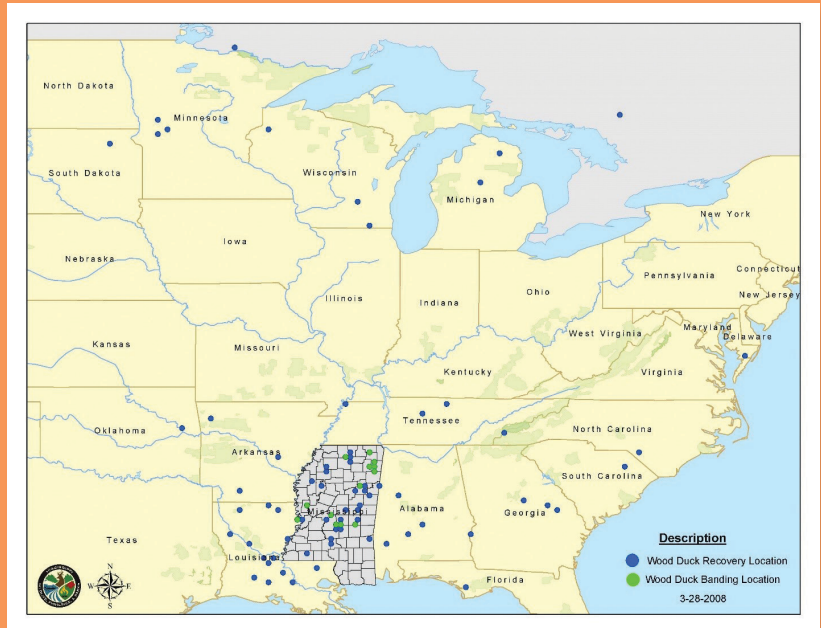 North Dakota
Minnesota
South Dakota
Wisconsin
Michigan
New York
Iowa
Nebraska
Pennsylvania
Connecticut
New Jersey
Illinois
Indiana
Ohio
Maryland
Delaware
West Virginia
Kansas
Missouri
Kentucky
Virginia
Oklahoma
Tennessee
North Carolina
Arkansas
South Carolina
Mississippi
Alabama
Georgia
Texas
Louisiana
Florida
Description
Wood Duck Recovery Location
Wood Duck Banding Location
3-28-2008
N
W
E
S